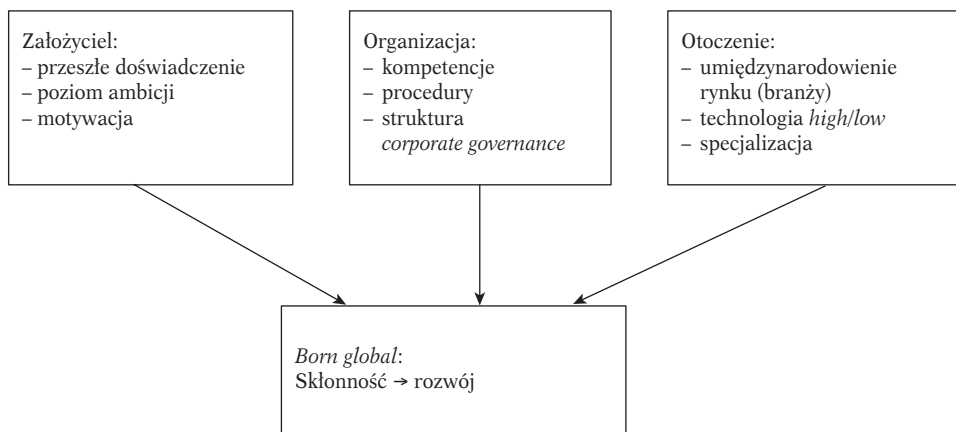 Założyciel:
– przeszłe doświadczenie
– poziom ambicji
– motywacja
Organizacja:
– kompetencje
– procedury
– struktura
corporate governance
Otoczenie:
– umiędzynarodowienie
rynku (branży)
– technologia high/low
– specjalizacja
Born global:
Skłonność → rozwój